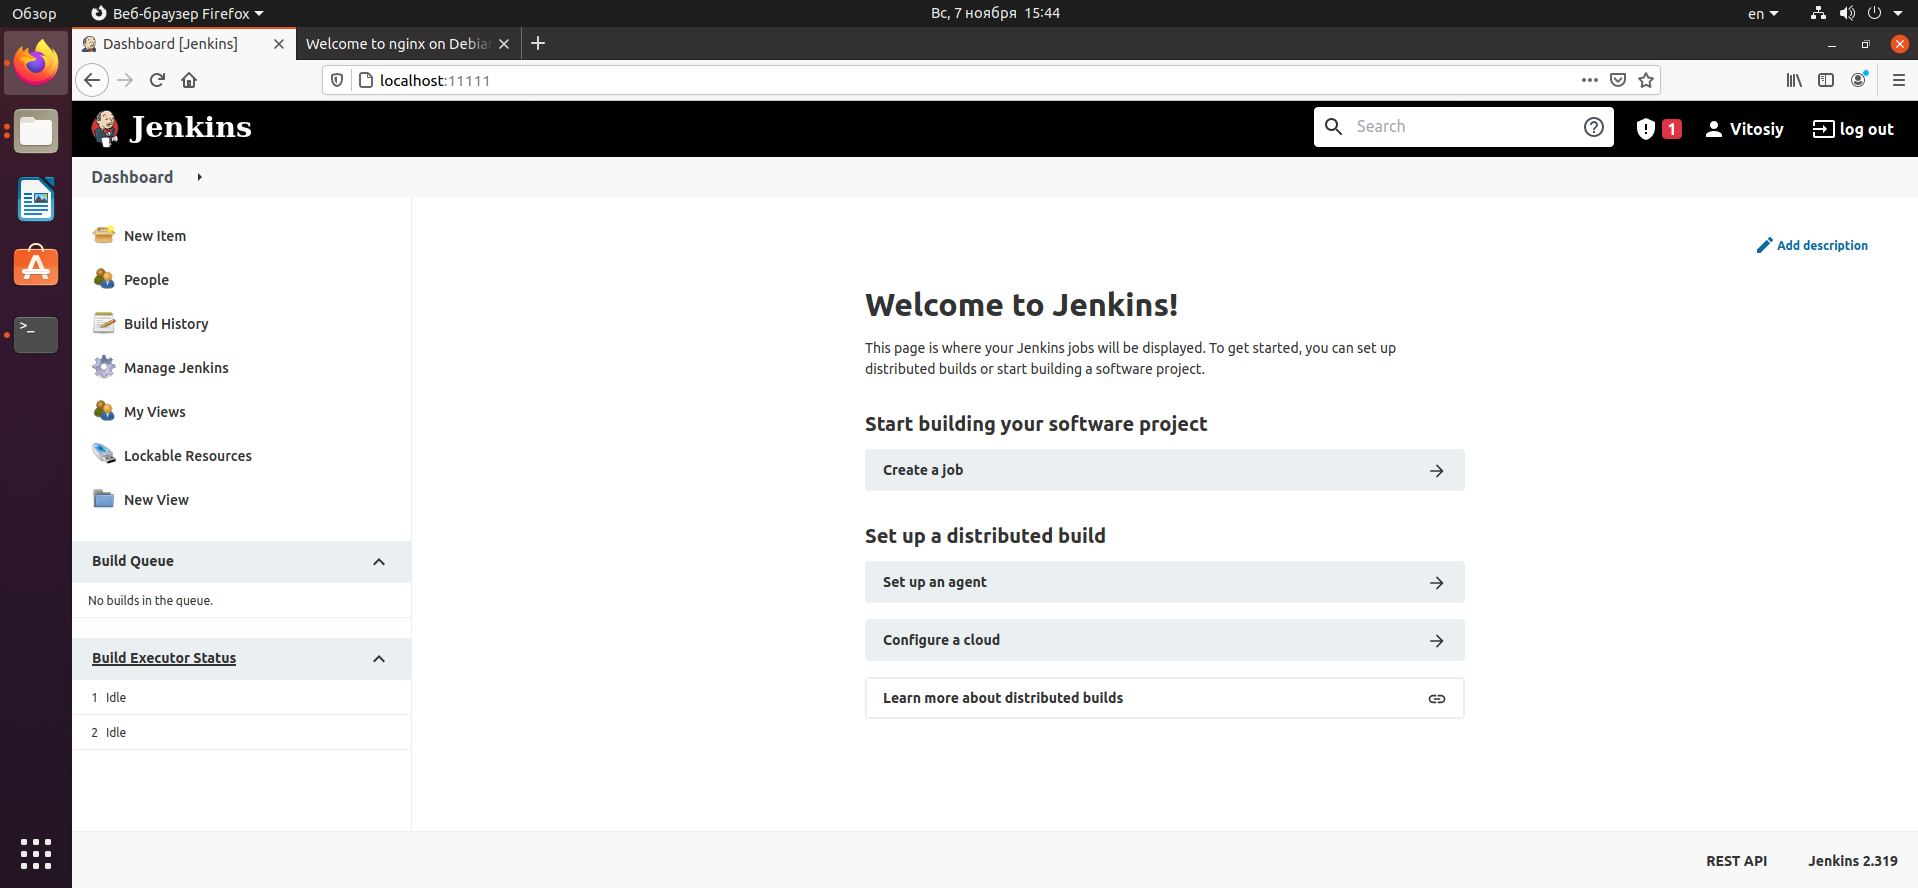 Обзор
Веб-браузер Firefox
Вс, 7 ноября 15:44
en
Dashboard [Jenkins]
Welcome to nginx on Debia
localhost:11111
Jenkins
Search
1
Vitosiy
log out
Dashboard
New Item
People
Build History
Manage Jenkins
My Views
Lockable Resources
New View
Build Queue
No builds in the queue.
Build Executor Status
1 Idle
2 Idle
Add description
Welcome to Jenkins!
This page is where your Jenkins jobs will be displayed. To get started, you can set up
distributed builds or start building a software project.
Start building your software project
Create a job
Set up a distributed build
Set up an agent
Configure a cloud
Learn more about distributed builds
REST API
Jenkins 2.319